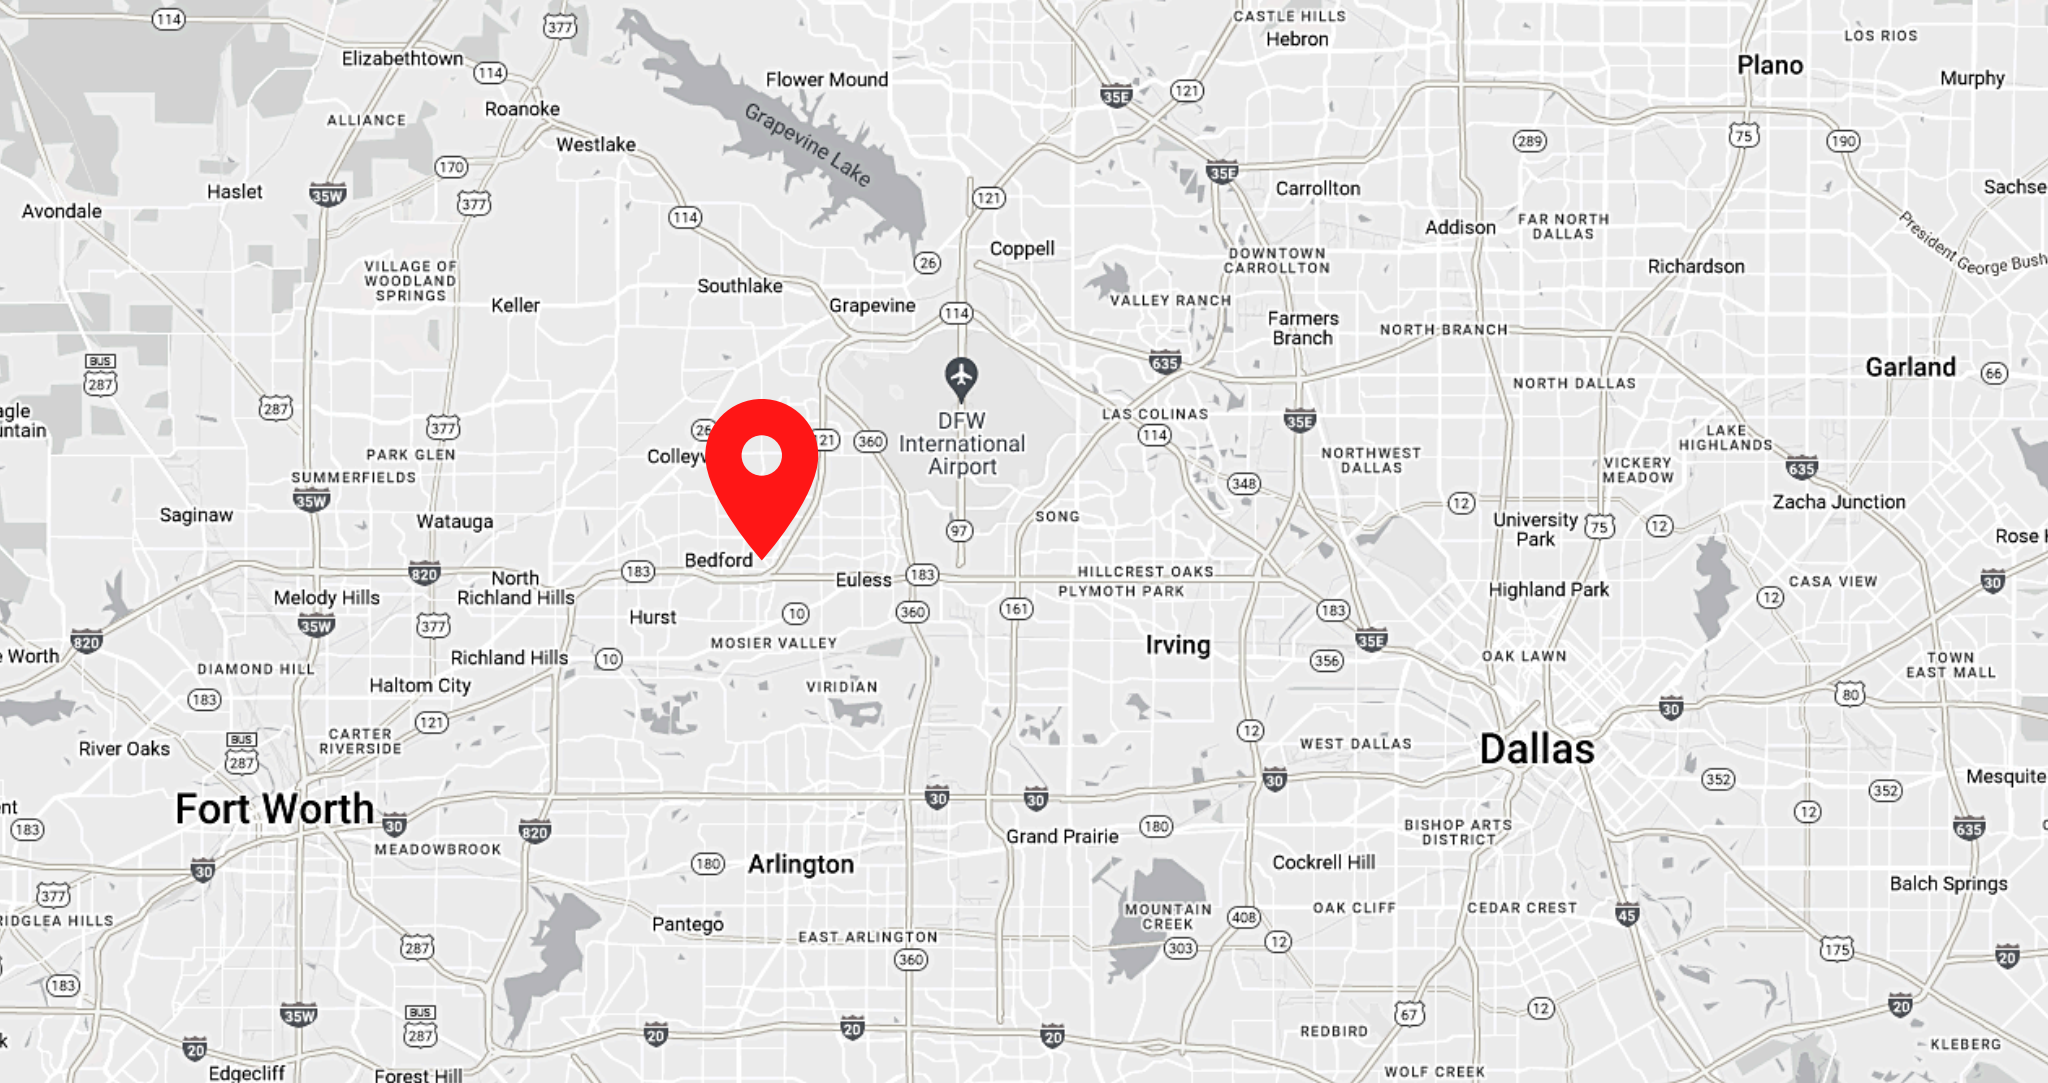 CASTLE HILLS
114
377
Hebron
LOS RIOS
Elizabethtown
114
Flower Mound
Plano
Murphy
Roanoke
35E
121
ALLIANCE
Grapevine Lake
75
289
190
Westlake
170
35W
377
Haslet
35E
Carrollton
Sachse
Avondale
114
121
Addison
FAR NORTH
DALLAS
President George Bush
Coppell
26
DOWNTOWN
CARROLLTON
Richardson
VILLAGE OF
WOODLAND
SPRINGS
Southlake
Keller
Grapevine
114
VALLEY RANCH
Farmers
Branch
NORTH BRANCH
BUS
287
635
Garland
66
NORTH DALLAS
287
DFW
International
Airport
LAS COLINAS
35E
377
26
121
360
114
LAKE
HIGHLANDS
PARK GLEN
NORTHWEST
DALLAS
VICKERY
MEADOW
635
SUMMERFIELDS
35W
348
12
Zacha Junction
Saginaw
Watauga
97
SONG
University
Park
75
12
Bedford
183
820
North
Richland Hills
Euless
183
HILLCREST OAKS
PLYMOTH PARK
Highland Park
CASA VIEW
30
12
Melody Hills
35W
377
Hurst
10
360
161
183
35E
820
MOSIER VALLEY
Irving
Richland Hills
10
356
OAK LAWN
TOWN
EAST MALL
DIAMOND HILL
183
Haltom City
VIRIDIAN
80
30
121
12
River Oaks
BUS
287
CARTER
RIVERSIDE
WEST DALLAS
Dallas
352
Mesquite
30
352
Fort Worth
30
820
30
30
12
183
Grand Prairie
180
BISHOP ARTS
DISTRICT
635
MEADOWBROOK
30
180
Arlington
Cockrell Hill
Balch Springs
377
MOUNTAIN
CREEK
408
OAK CLIFF
CEDAR CREST
45
Pantego
EAST ARLINGTON
287
360
303
12
175
20
183
35W
BUS
287
67
12
20
20
20
20
20
REDBIRD
KLEBERG
Edgecliff
Forest Hill
WOLF CREEK